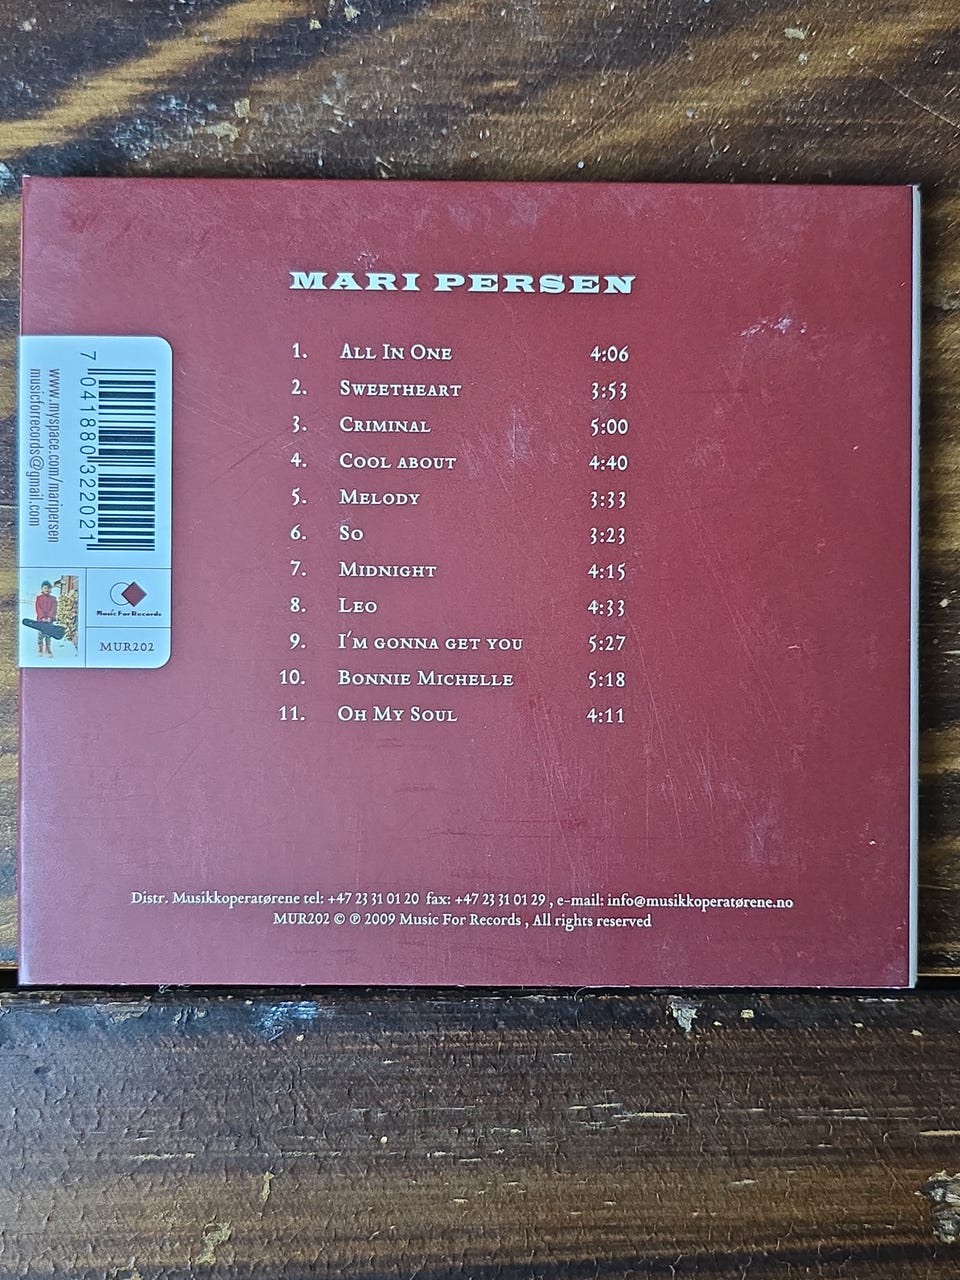 MARI PERSEN
1. All In One 4:06
2. Sweetheart 3:53
3. Criminal 5:00
4. Cool about 4:40
5. Melody 3:33
6. So 3:23
7. Midnight 4:15
8. Leo 4:33
9. I'm gonna get you 5:27
10. Bonnie Michelle 5:18
11. Oh My Soul 4:11
7 041880 322021
www.myspace.com/maripersen
musicforrecords@gmail.com
Music For Records
MUR202
Distr. Musikkoperatørene tel: +47 23 31 01 20 fax: +47 23 31 01 29 , e-mail: info@musikkoperatørene.no
MUR202 © ℗ 2009 Music For Records , All rights reserved